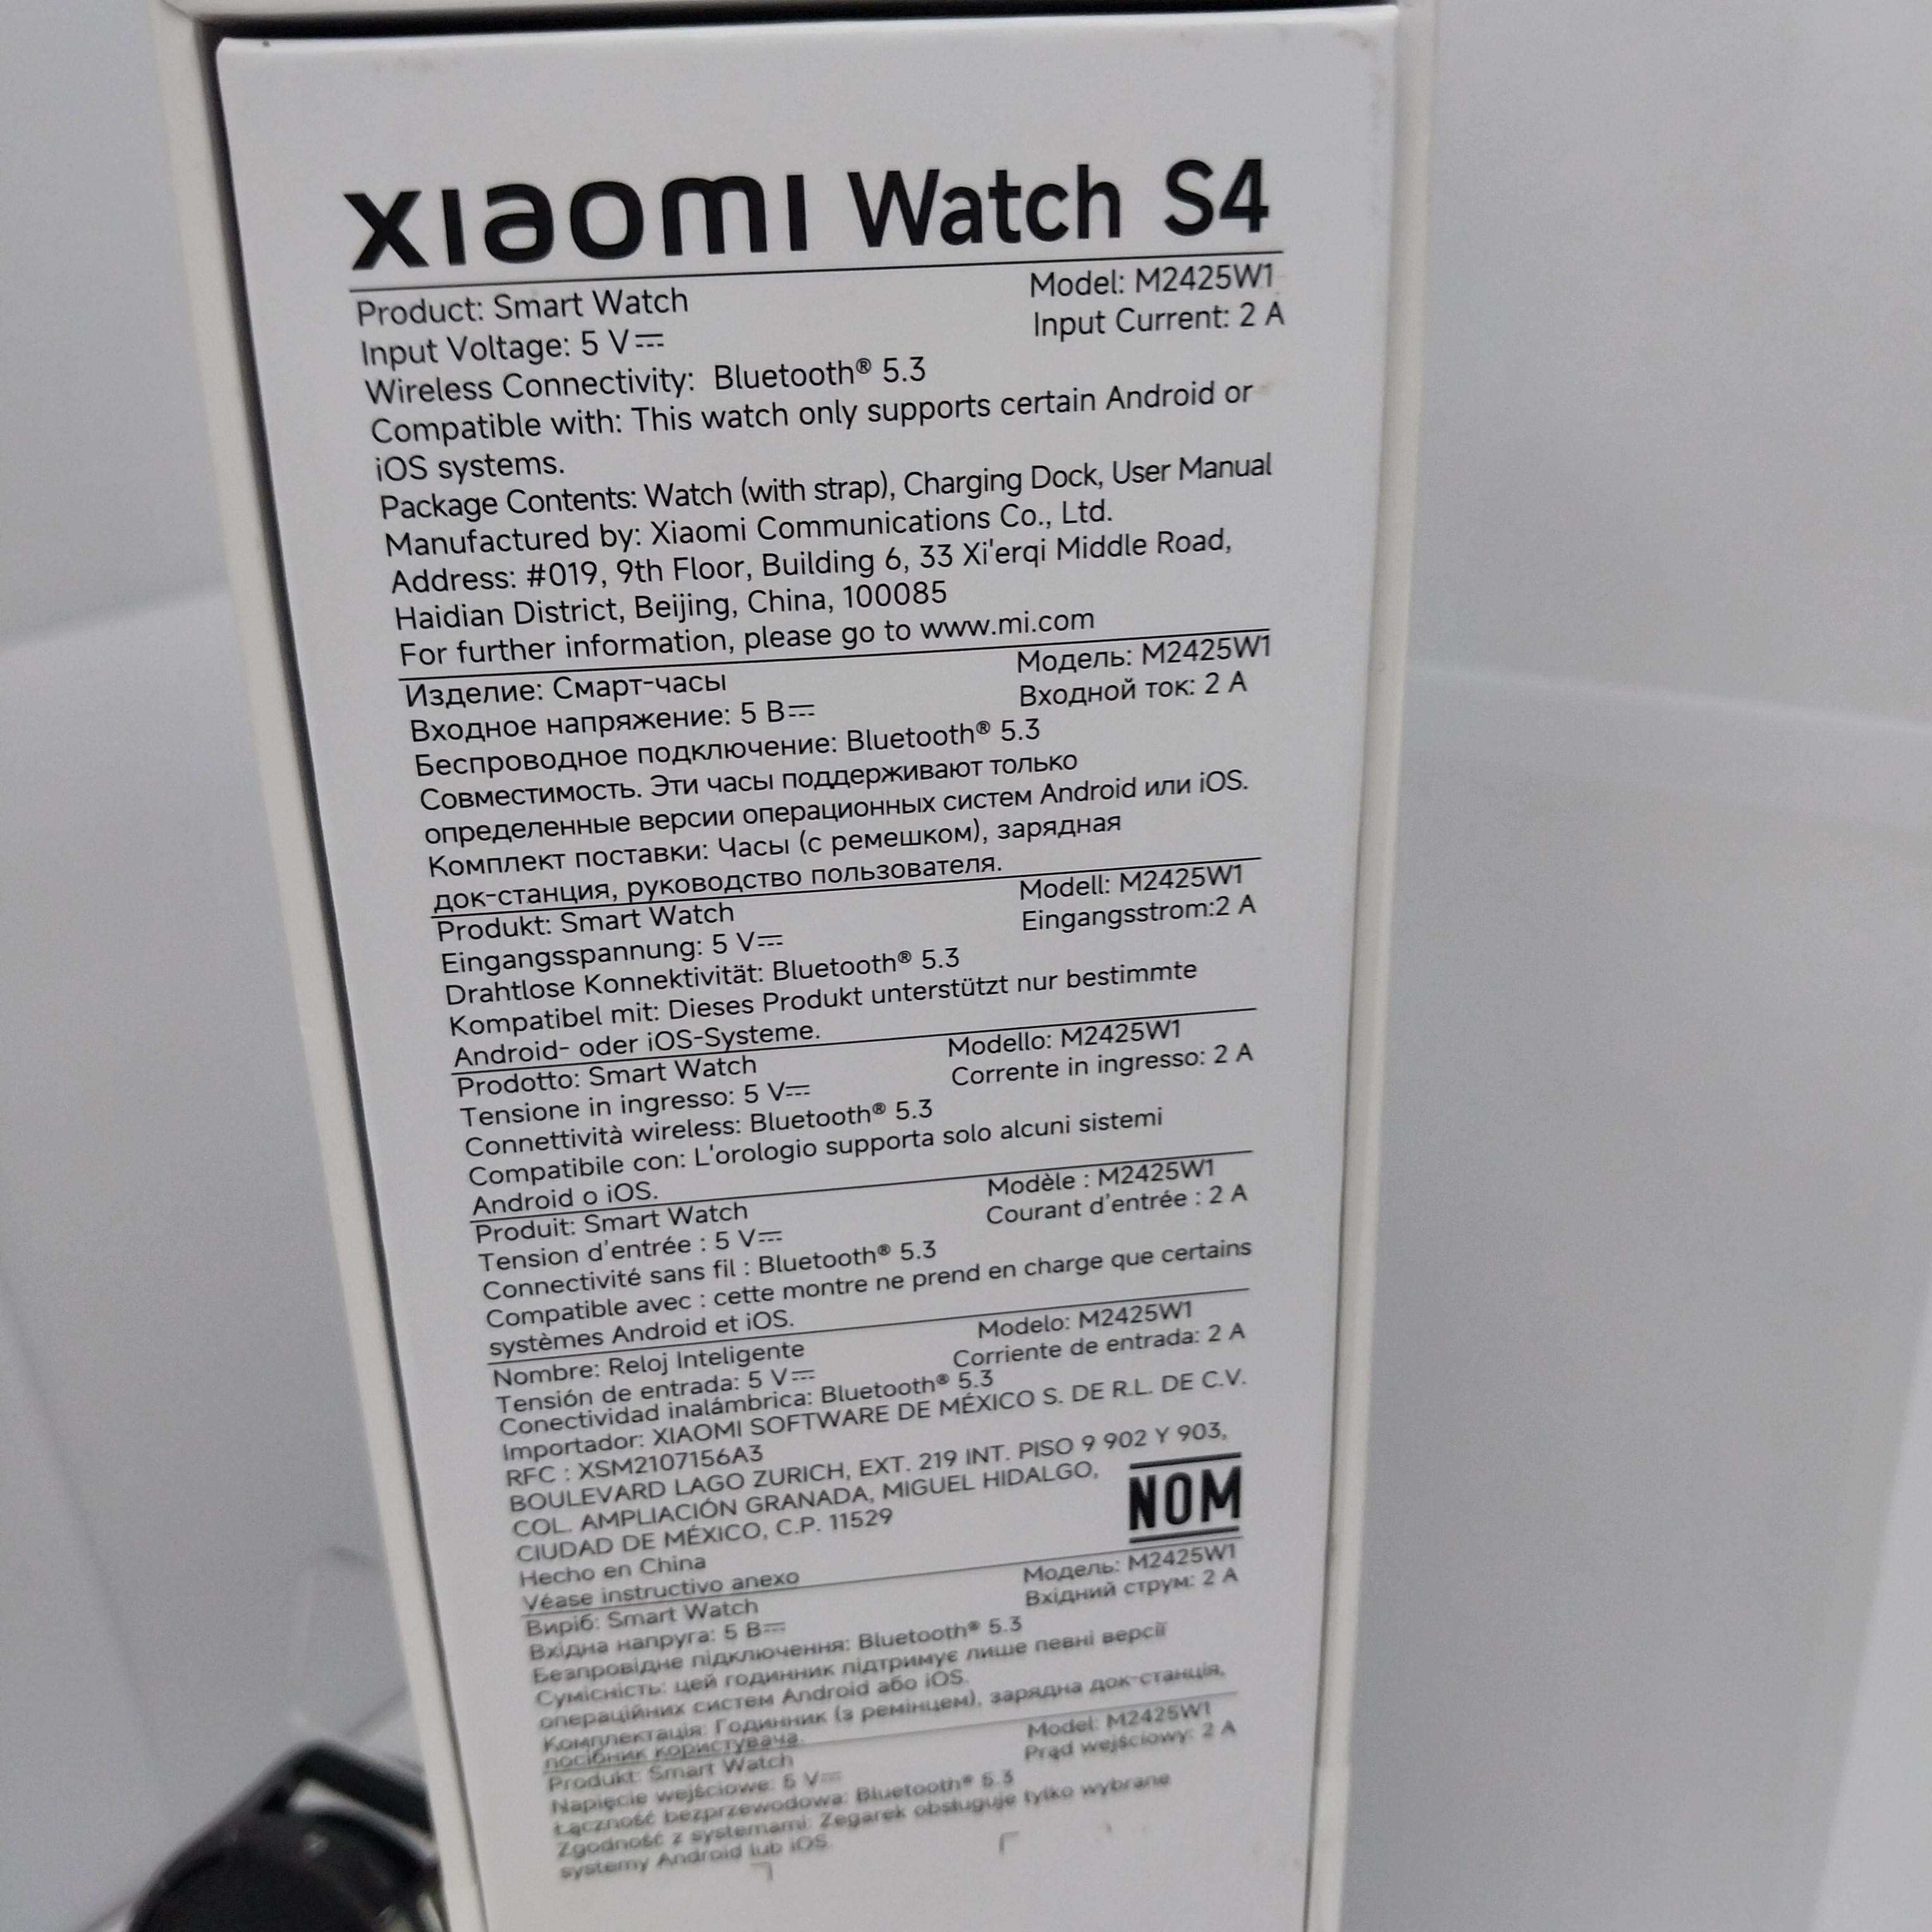 xiaomi Watch S4
Product: Smart Watch Model: M2425W1
Input Voltage: 5 V⎓ Input Current: 2 A
Wireless Connectivity: Bluetooth® 5.3
Compatible with: This watch only supports certain Android or
iOS systems.
Package Contents: Watch (with strap), Charging Dock, User Manual
Manufactured by: Xiaomi Communications Co., Ltd.
Address: #019, 9th Floor, Building 6, 33 Xi'erqi Middle Road,
Haidian District, Beijing, China, 100085
For further information, please go to www.mi.com
Изделие: Смарт-часы Модель: M2425W1
Входное напряжение: 5 В⎓ Входной ток: 2 А
Беспроводное подключение: Bluetooth® 5.3
Совместимость. Эти часы поддерживают только
определенные версии операционных систем Android или iOS.
Комплект поставки: Часы (с ремешком), зарядная
док-станция, руководство пользователя.
Produkt: Smart Watch Modell: M2425W1
Eingangsspannung: 5 V⎓ Eingangsstrom:2 A
Drahtlose Konnektivität: Bluetooth® 5.3
Kompatibel mit: Dieses Produkt unterstützt nur bestimmte
Android- oder iOS-Systeme.
Prodotto: Smart Watch Modello: M2425W1
Tensione in ingresso: 5 V⎓ Corrente in ingresso: 2 A
Connettività wireless: Bluetooth® 5.3
Compatibile con: L'orologio supporta solo alcuni sistemi
Android o iOS.
Produit: Smart Watch Modèle : M2425W1
Tension d'entrée : 5 V⎓ Courant d'entrée : 2 A
Connectivité sans fil : Bluetooth® 5.3
Compatible avec : cette montre ne prend en charge que certains
systèmes Android et iOS.
Nombre: Reloj Inteligente Modelo: M2425W1
Tensión de entrada: 5 V⎓ Corriente de entrada: 2 A
Conectividad inalámbrica: Bluetooth® 5.3
Importador: XIAOMI SOFTWARE DE MÉXICO S. DE R.L. DE C.V.
RFC : XSM2107156A3
BOULEVARD LAGO ZURICH, EXT. 219 INT. PISO 9 902 Y 903,
COL. AMPLIACIÓN GRANADA, MIGUEL HIDALGO,
CIUDAD DE MÉXICO, C.P. 11529
NOM
Hecho en China
Véase instructivo anexo
Виріб: Smart Watch Модель: M2425W1
Вхідна напруга: 5 В⎓ Вхідний струм: 2 А
Безпровідне підключення: Bluetooth® 5.3
Сумісність: цей годинник підтримує лише певні версії
операційних систем Android або iOS.
Комплектація: Годинник (з ремінцем), зарядна док-станція,
посібник користувача.
Produkt: Smart Watch Model: M2425W1
Napięcie wejściowe: 5 V⎓ Prąd wejściowy: 2 A
Łączność bezprzewodowa: Bluetooth® 5.3
Zgodność z systemami: Zegarek obsługuje tylko wybrane
systemy Android lub iOS.